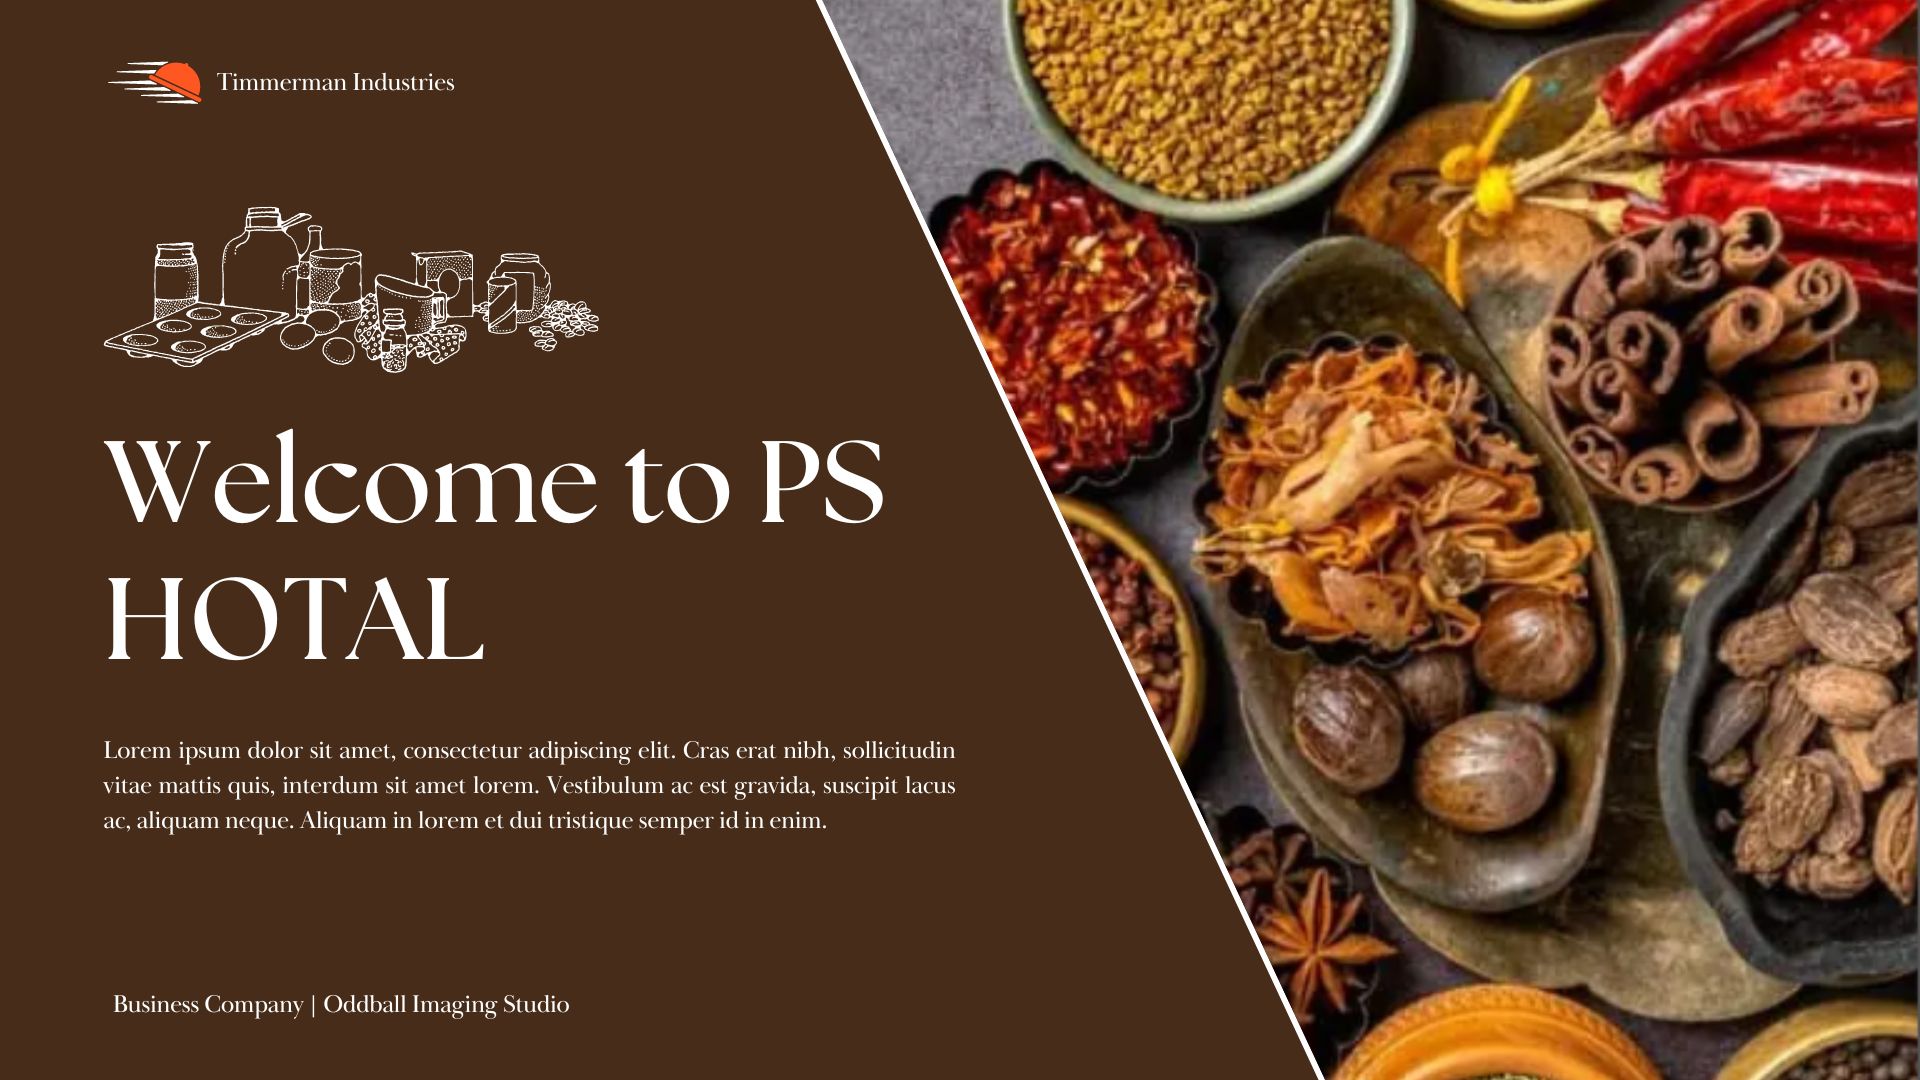 Timmerman Industries
Welcome to PS
HOTAL
Lorem ipsum dolor sit amet, consectetur adipiscing elit. Cras erat nibh, sollicitudin
vitae mattis quis, interdum sit amet lorem. Vestibulum ac est gravida, suscipit lacus
ac, aliquam neque. Aliquam in lorem et dui tristique semper id in enim.
Business Company | Oddball Imaging Studio